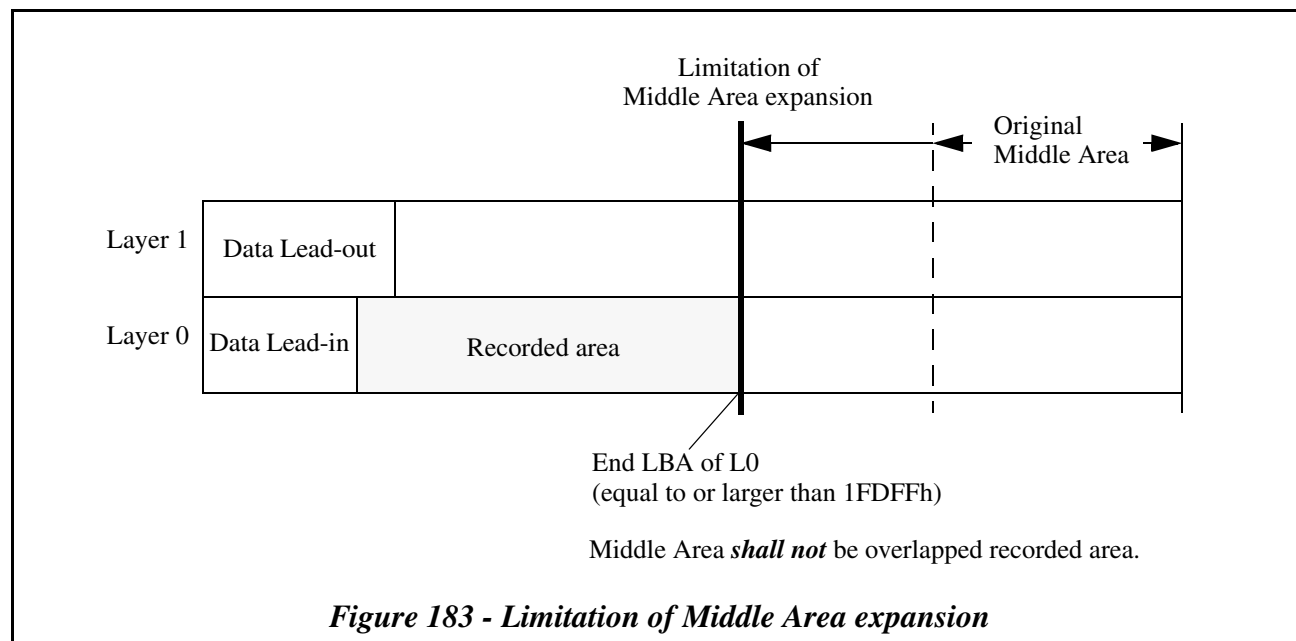 Limitation of
Middle Area expansion
Original
Middle Area
Layer 1
Data Lead-out
Layer 0
Data Lead-in
Recorded area
End LBA of L0
(equal to or larger than 1FDFFh)
Middle Area shall not be overlapped recorded area.
Figure 183 - Limitation of Middle Area expansion